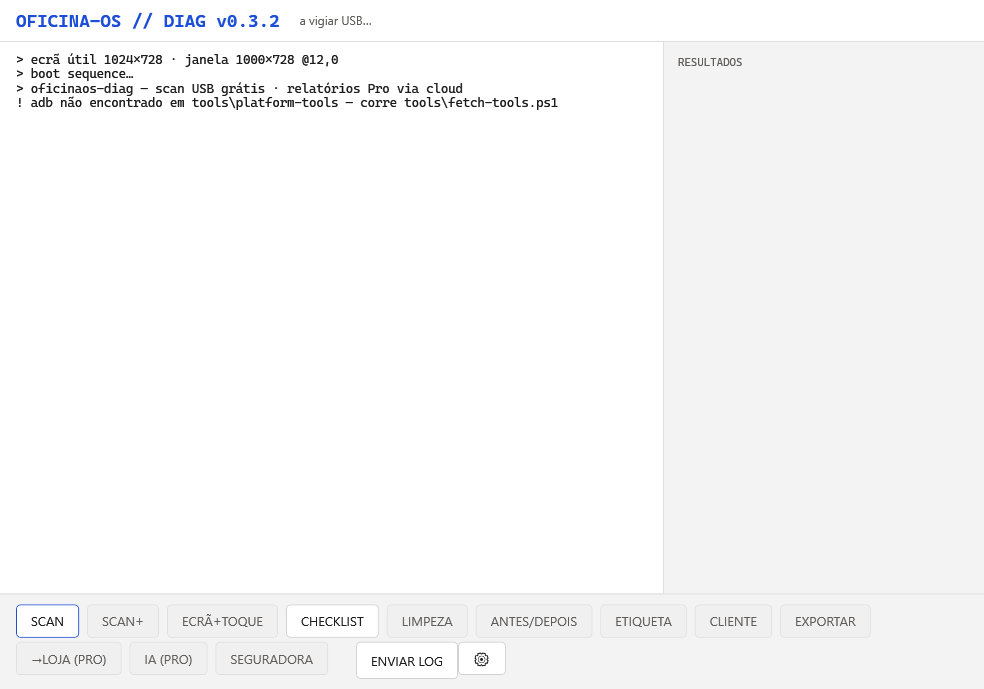 OFICINA-OS // DIAG v0.3.2 a vigiar USB...
> ecrã útil 1024×728 · janela 1000×728 @12,0
> boot sequence…
> oficinaos-diag — scan USB grátis · relatórios Pro via cloud
! adb não encontrado em tools\platform-tools — corre tools\fetch-tools.ps1
RESULTADOS
SCAN SCAN+ ECRÃ+TOQUE CHECKLIST LIMPEZA ANTES/DEPOIS ETIQUETA CLIENTE EXPORTAR
→LOJA (PRO) IA (PRO) SEGURADORA ENVIAR LOG